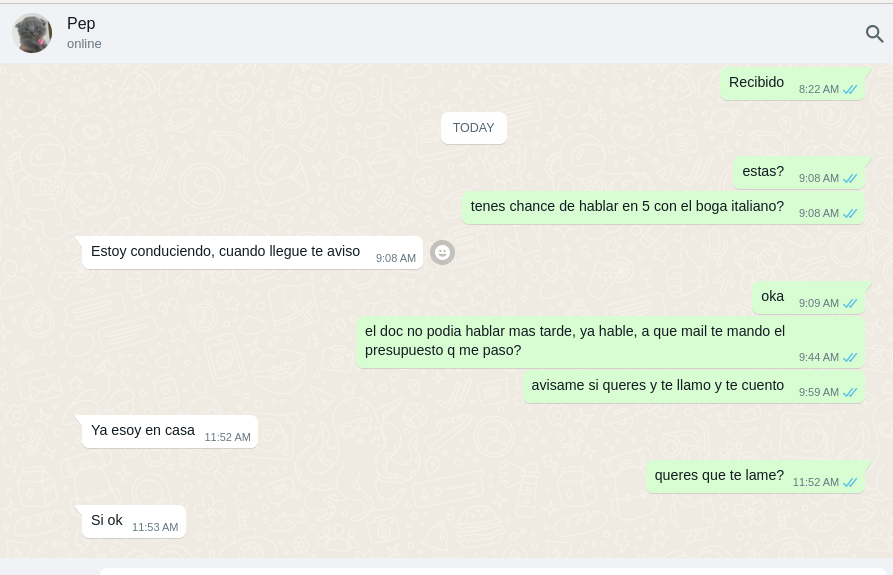 Pep
online
Recibido
8:22 AM
TODAY
estas?
9:08 AM
tenes chance de hablar en 5 con el boga italiano?
9:08 AM
Estoy conduciendo, cuando llegue te aviso
9:08 AM
oka
9:09 AM
el doc no podia hablar mas tarde, ya hable, a que mail te mando el
presupuesto q me paso?
9:44 AM
avisame si queres y te llamo y te cuento
9:59 AM
Ya esoy en casa
11:52 AM
queres que te lame?
11:52 AM
Si ok
11:53 AM